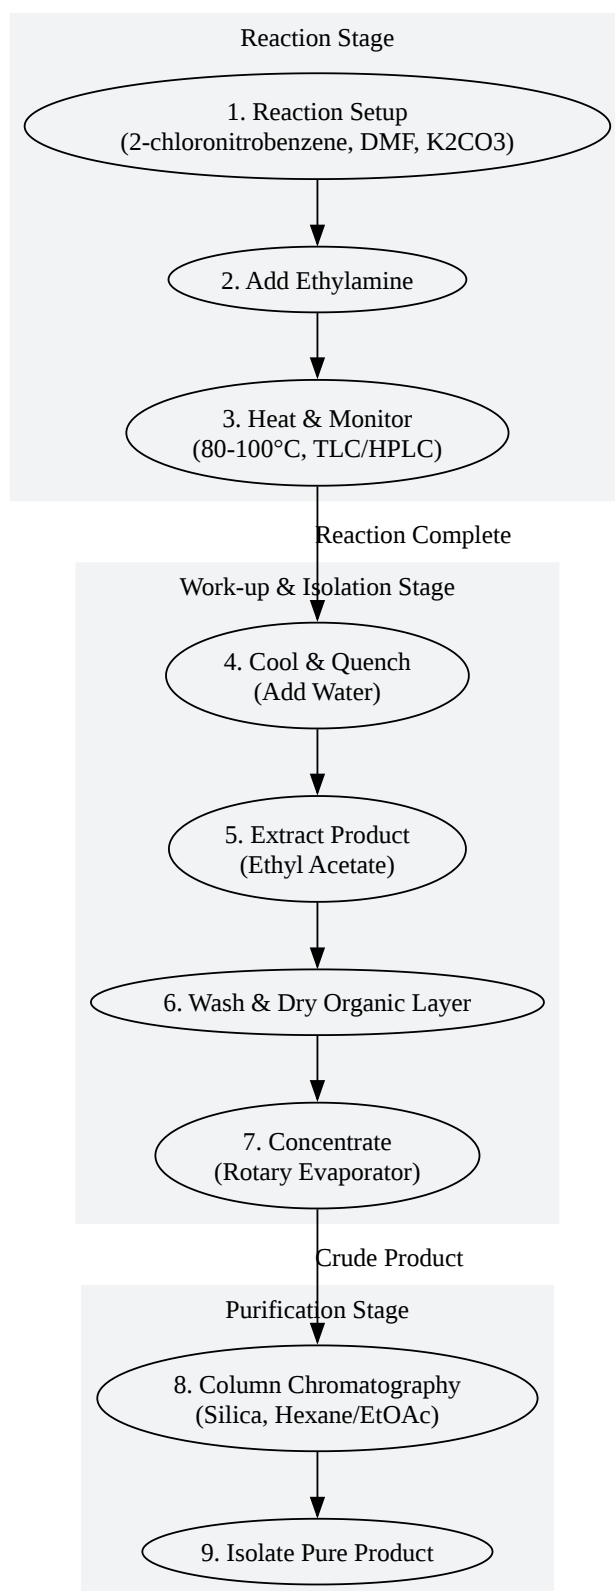 Reaction Stage
1. Reaction Setup
(2-chloronitrobenzene, DMF, K2CO3)
2. Add Ethylamine
3. Heat & Monitor
(80-100°C, TLC/HPLC)
Reaction Complete
Work-up & Isolation Stage
4. Cool & Quench
(Add Water)
5. Extract Product
(Ethyl Acetate)
6. Wash & Dry Organic Layer
7. Concentrate
(Rotary Evaporator)
Crude Product
Purification Stage
8. Column Chromatography
(Silica, Hexane/EtOAc)
9. Isolate Pure Product